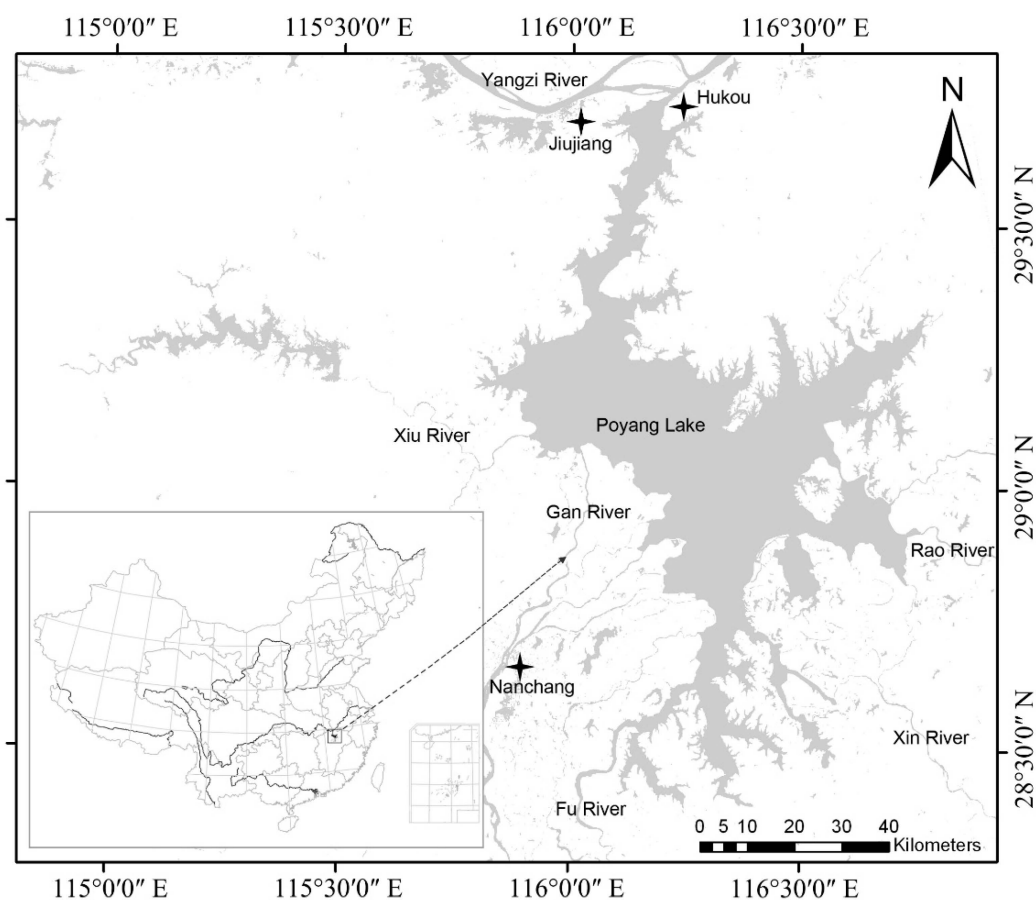 115°0′0″ E
115°30′0″ E
116°0′0″ E
116°30′0″ E
Yangzi River
Hukou
N
Jiujiang
29°30′0″ N
Poyang Lake
Xiu River
29°0′0″ N
Gan River
Rao River
Nanchang
28°30′0″ N
Xin River
Fu River
0 5 10 20 30 40
Kilometers
115°0′0″ E
115°30′0″ E
116°0′0″ E
116°30′0″ E